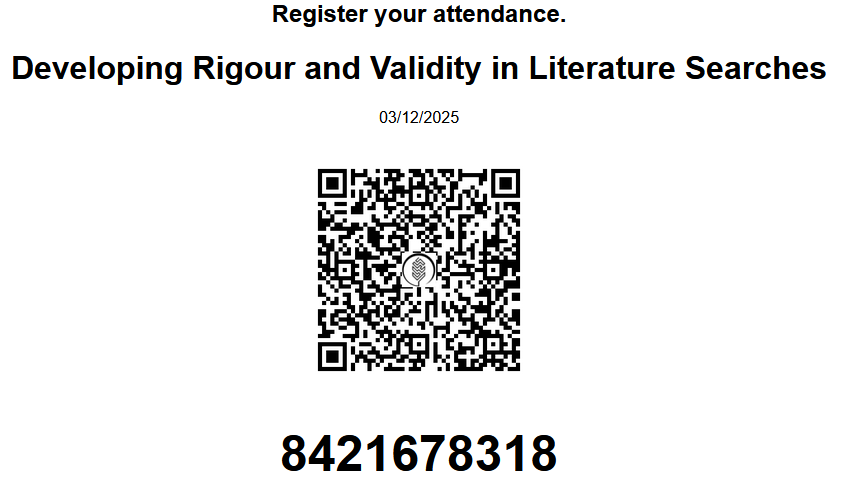 Register your attendance.
Developing Rigour and Validity in Literature Searches
03/12/2025
8421678318